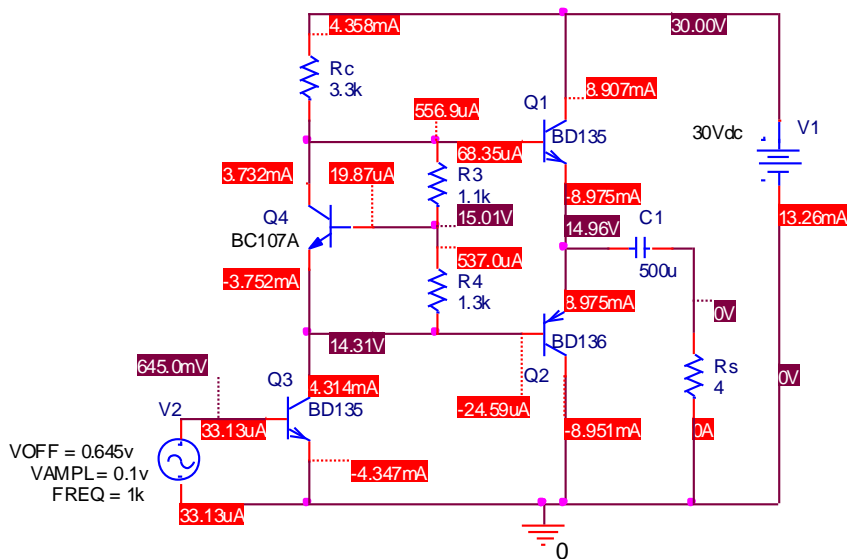 4.358mA
30.00V
Rc
3.3k
Q1
8.907mA
556.9uA
BD135
30Vdc
V1
68.35uA
3.732mA
19.87uA
R3
1.1k
-8.975mA
C1
13.26mA
Q4
15.01V
14.96V
BC107A
537.0uA
500u
-3.752mA
R4
1.3k
8.975mA
0V
14.31V
BD136
645.0mV
Q3
Q2
Rs
4
0V
4.314mA
V2
BD135
-24.59uA
33.13uA
-8.951mA
0A
VOFF = 0.645v
VAMPL = 0.1v
FREQ = 1k
-4.347mA
33.13uA
0